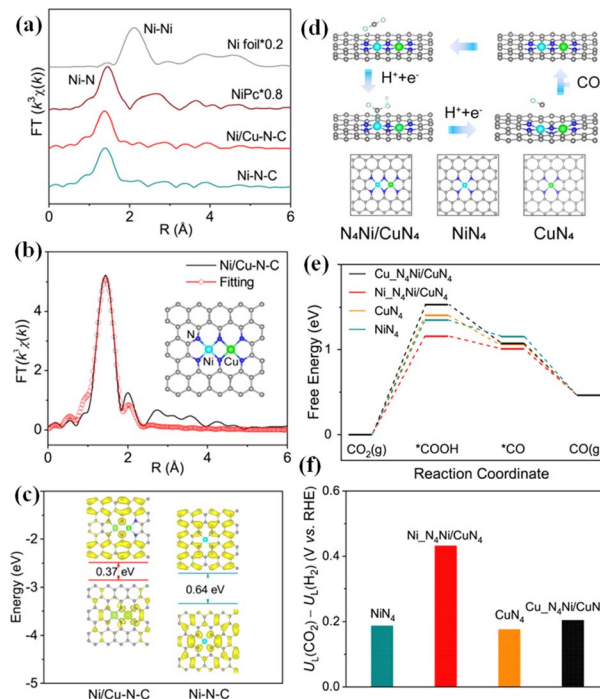 (a)
FT (k³χ(k))
Ni-Ni
Ni foil*0.2
Ni-N
NiPc*0.8
Ni/Cu-N-C
Ni-N-C
0 1 2 3 4 5 6
R (Å)
(b)
FT(k³χ(k))
4
2
0
Ni/Cu-N-C
Fitting
N
Ni
Cu
0 1 2 3 4 5 6
R (Å)
(c)
Energy (eV)
-2
-3
-4
-5
0.37 eV
0.64 eV
Ni/Cu-N-C
Ni-N-C
(d)
H⁺+e⁻
CO
H⁺+e⁻
N₄Ni/CuN₄
NiN₄
CuN₄
(e)
Free Energy (eV)
2
1
0
Cu_N₄Ni/CuN₄
Ni_N₄Ni/CuN₄
CuN₄
NiN₄
CO₂(g)
*COOH
*CO
CO(g)
Reaction Coordinate
(f)
U_L(CO₂) − U_L(H₂) (V vs. RHE)
0.6
0.4
0.2
0.0
NiN₄
Ni_N₄Ni/CuN₄
CuN₄
Cu_N₄Ni/CuN